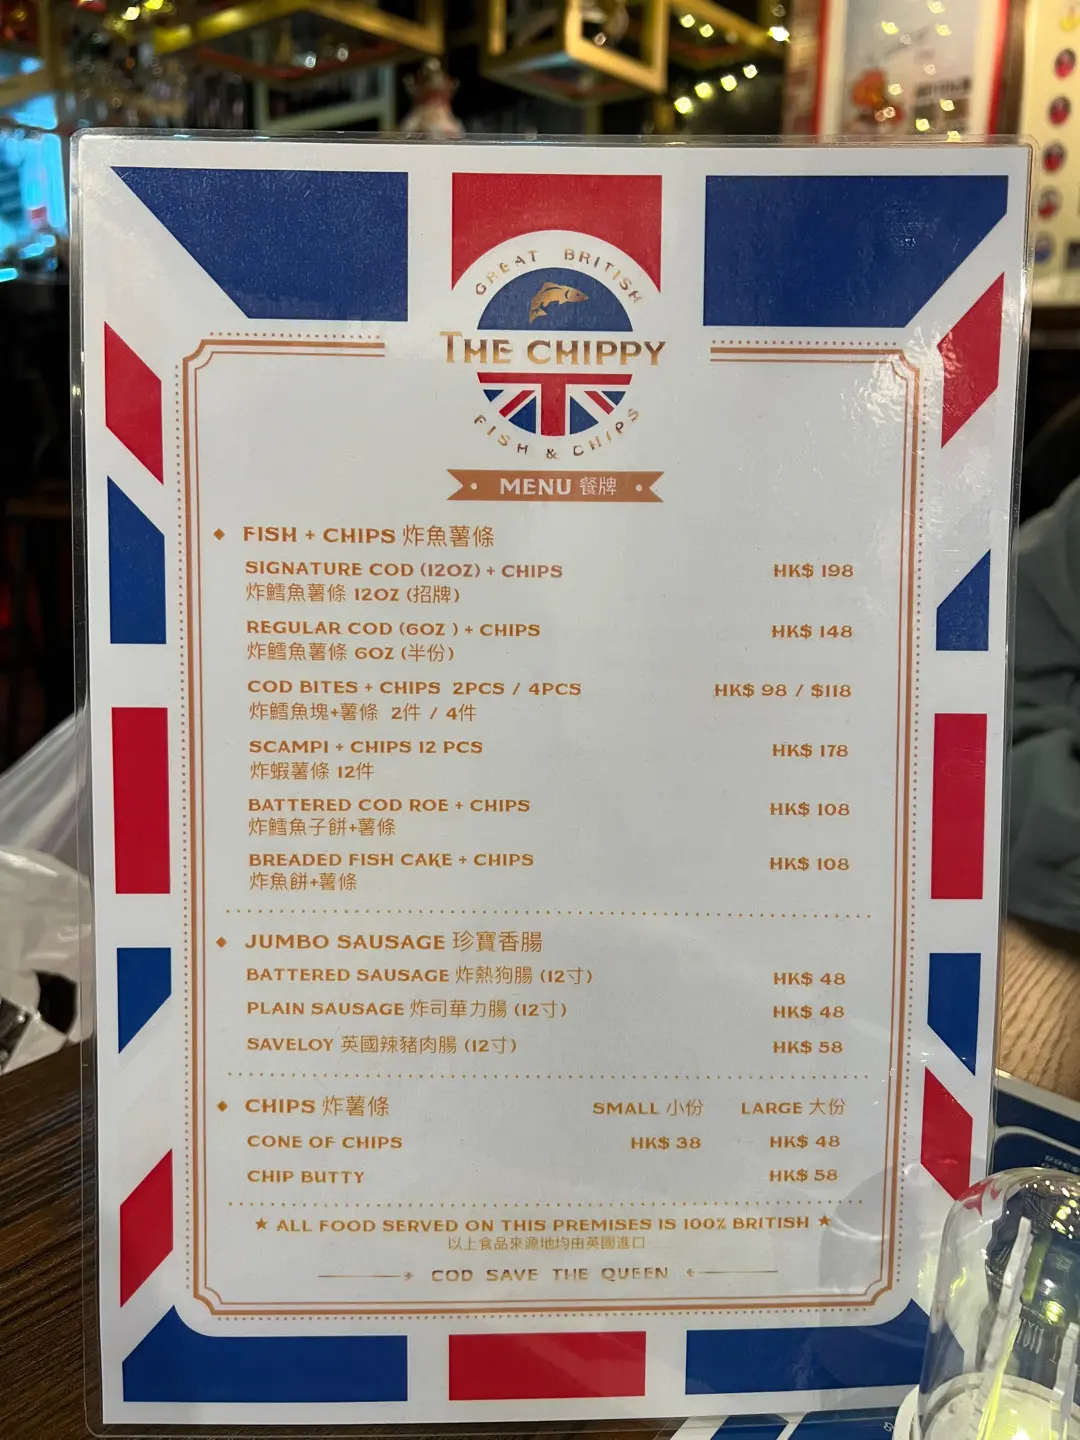 GREAT BRITISH
THE CHIPPY
FISH & CHIPS
MENU 餐牌
FISH + CHIPS 炸魚薯條
SIGNATURE COD (12OZ) + CHIPS HK$ 198
炸鱈魚薯條 12OZ (招牌)
REGULAR COD (6OZ ) + CHIPS HK$ 148
炸鱈魚薯條 6OZ (半份)
COD BITES + CHIPS 2PCS / 4PCS HK$ 98 / $118
炸鱈魚塊+薯條 2件 / 4件
SCAMPI + CHIPS 12 PCS HK$ 178
炸蝦薯條 12件
BATTERED COD ROE + CHIPS HK$ 108
炸鱈魚子餅+薯條
BREADED FISH CAKE + CHIPS HK$ 108
炸魚餅+薯條
JUMBO SAUSAGE 珍寶香腸
BATTERED SAUSAGE 炸熱狗腸 (12寸) HK$ 48
PLAIN SAUSAGE 炸司華力腸 (12寸) HK$ 48
SAVELOY 英國辣豬肉腸 (12寸) HK$ 58
CHIPS 炸薯條 SMALL 小份 LARGE 大份
CONE OF CHIPS HK$ 38 HK$ 48
CHIP BUTTY HK$ 58
★ ALL FOOD SERVED ON THIS PREMISES IS 100% BRITISH ★
以上食品來源地均由英國進口
COD SAVE THE QUEEN